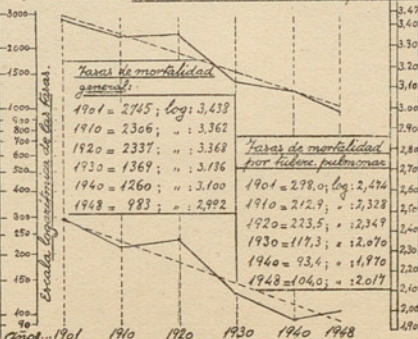 3000
2000
1500
1000
900
800
700
600
500
400
300
250
200
150
100
90
Escala logarítmica de las tasas.
Tasas de mortalidad
general:
1901 = 2745; log: 3,438
1910 = 2306; „ : 3,362
1920 = 2337; „ : 3.368
1930 = 1369; „ : 3.136
1940 = 1260; „ : 3.100
1948 = 983; „ : 2,992
Tasas de mortalidad
por tuberc. pulmonar
1901 = 298,0; log: 2,474
1910 = 212,9; „ : 2,328
1920 = 223,5; „ : 2,349
1930 = 117,3; „ : 2.070
1940 = 93,4; „ : 1,970
1948 = 104,0; „ : 2.017
3.47
3,40
3,30
3,20
3,10
3,00
2,90
2,80
2,70
2,60
2,50
2,40
2,30
2,20
2,10
2,00
1,90
Años... 1901 1910 1920 1930 1940 1948